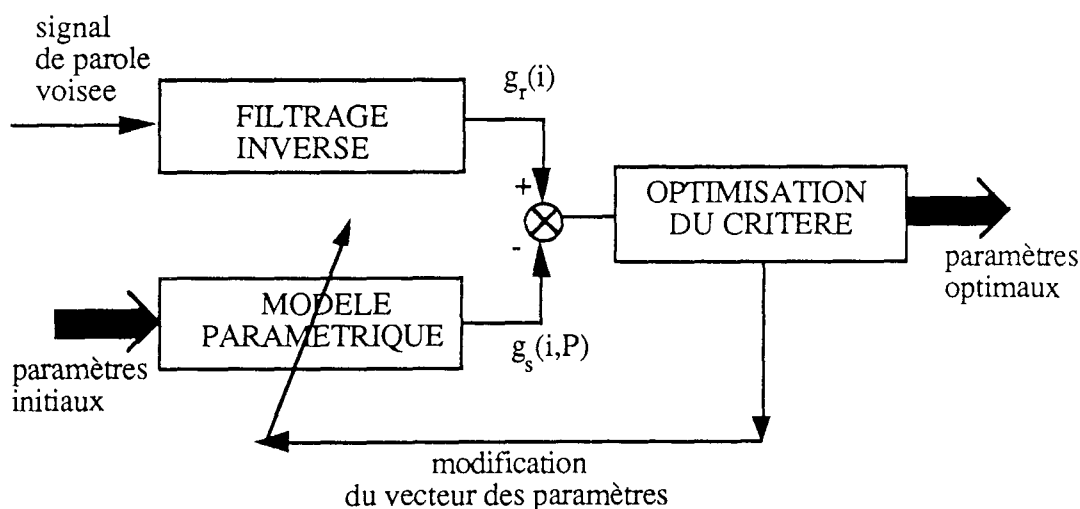 signal
de parole
voisee
FILTRAGE
INVERSE
g_r(i)
+
-
OPTIMISATION
DU CRITERE
paramètres
optimaux
MODELE
PARAMETRIQUE
g_s(i,P)
paramètres
initiaux
modification
du vecteur des paramètres